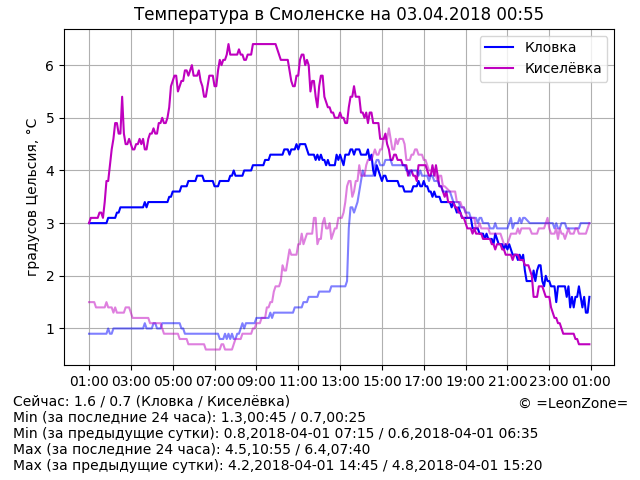 Температура в Смоленске на 03.04.2018 00:55
Кловка
Киселёвка
градусов Цельсия, °C
6
5
4
3
2
1
01:00 03:00 05:00 07:00 09:00 11:00 13:00 15:00 17:00 19:00 21:00 23:00 01:00
Сейчас: 1.6 / 0.7 (Кловка / Киселёвка)
© =LeonZone=
Min (за последние 24 часа): 1.3,00:45 / 0.7,00:25
Min (за предыдущие сутки): 0.8,2018-04-01 07:15 / 0.6,2018-04-01 06:35
Max (за последние 24 часа): 4.5,10:55 / 6.4,07:40
Max (за предыдущие сутки): 4.2,2018-04-01 14:45 / 4.8,2018-04-01 15:20